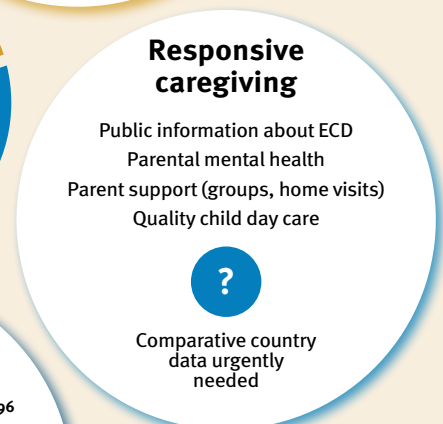 Responsive
caregiving
Public information about ECD
Parental mental health
Parent support (groups, home visits)
Quality child day care
?
Comparative country
data urgently
needed
96